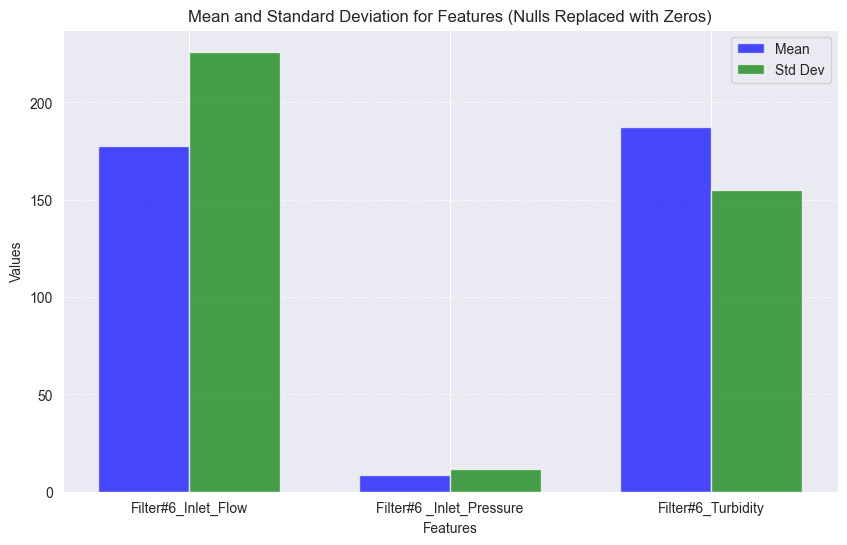 Mean and Standard Deviation for Features (Nulls Replaced with Zeros)
Mean
Std Dev
Values
200
150
100
50
0
Filter#6_Inlet_Flow
Filter#6 _Inlet_Pressure
Filter#6_Turbidity
Features